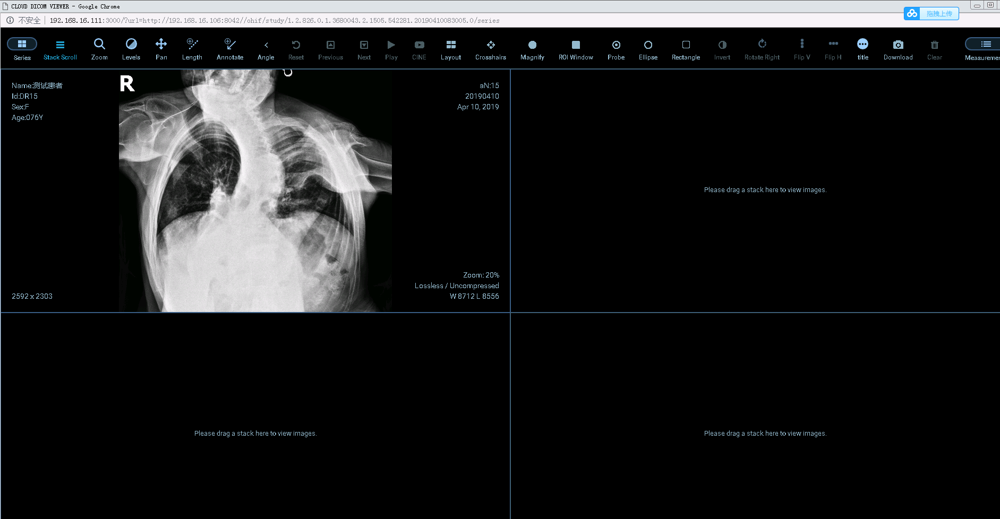 CLOUD DICOM VIEWER - Google Chrome
不安全 192.168.16.111:3000/?url=http://192.168.16.106:8042//ohif/study/1.2.826.0.1.3680043.2.1505.542281.20190410083005.0/series
拖拽上传
Series Stack Scroll Zoom Levels Pan Length Annotate Angle Reset Previous Next Play CINE Layout Crosshairs Magnify ROI Window Probe Ellipse Rectangle Invert Rotate Right Flip V Flip H title Download Clear Measuremen
R
Name:测试患者
Id:DR15
Sex:F
Age:076Y
aN:15
20190410
Apr 10, 2019
Zoom: 20%
Lossless / Uncompressed
2592 x 2303
W 8712 L 8556
Please drag a stack here to view images.
Please drag a stack here to view images.
Please drag a stack here to view images.